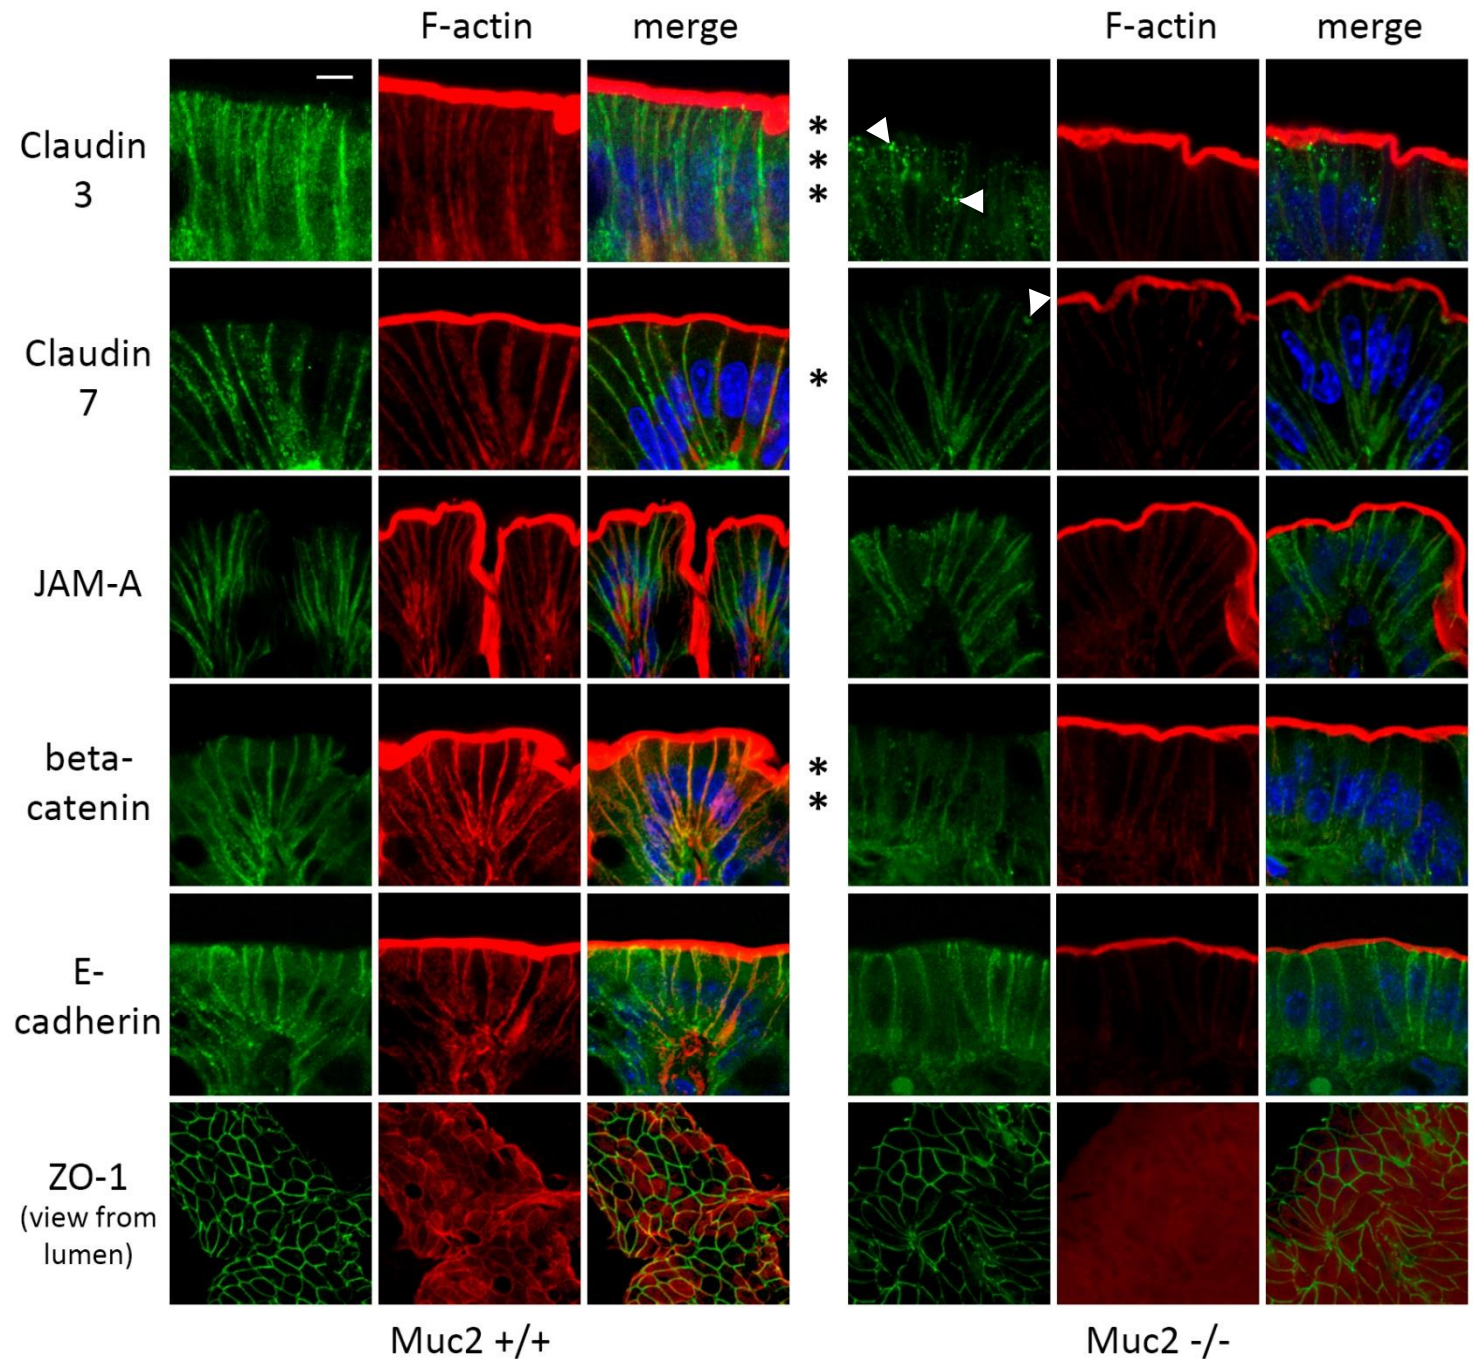 F-actin merge F-actin merge
Claudin
3
*
*
*
Claudin
7
*
JAM-A
beta-
catenin
*
*
E-
cadherin
ZO-1
(view from
lumen)
Muc2 +/+ Muc2 -/-